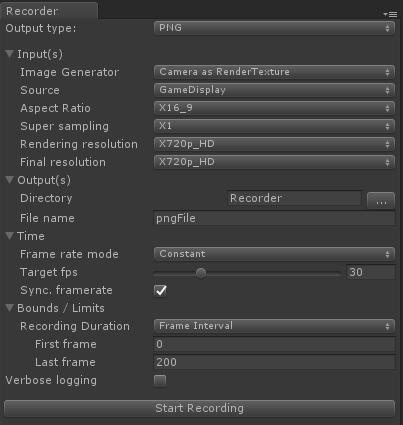 Recorder
Output type: PNG
Input(s)
Image Generator Camera as RenderTexture
Source GameDisplay
Aspect Ratio X16_9
Super sampling X1
Rendering resolution X720p_HD
Final resolution X720p_HD
Output(s)
Directory Recorder ...
File name pngFile
Time
Frame rate mode Constant
Target fps 30
Sync. framerate
Bounds / Limits
Recording Duration Frame Interval
First frame 0
Last frame 200
Verbose logging
Start Recording